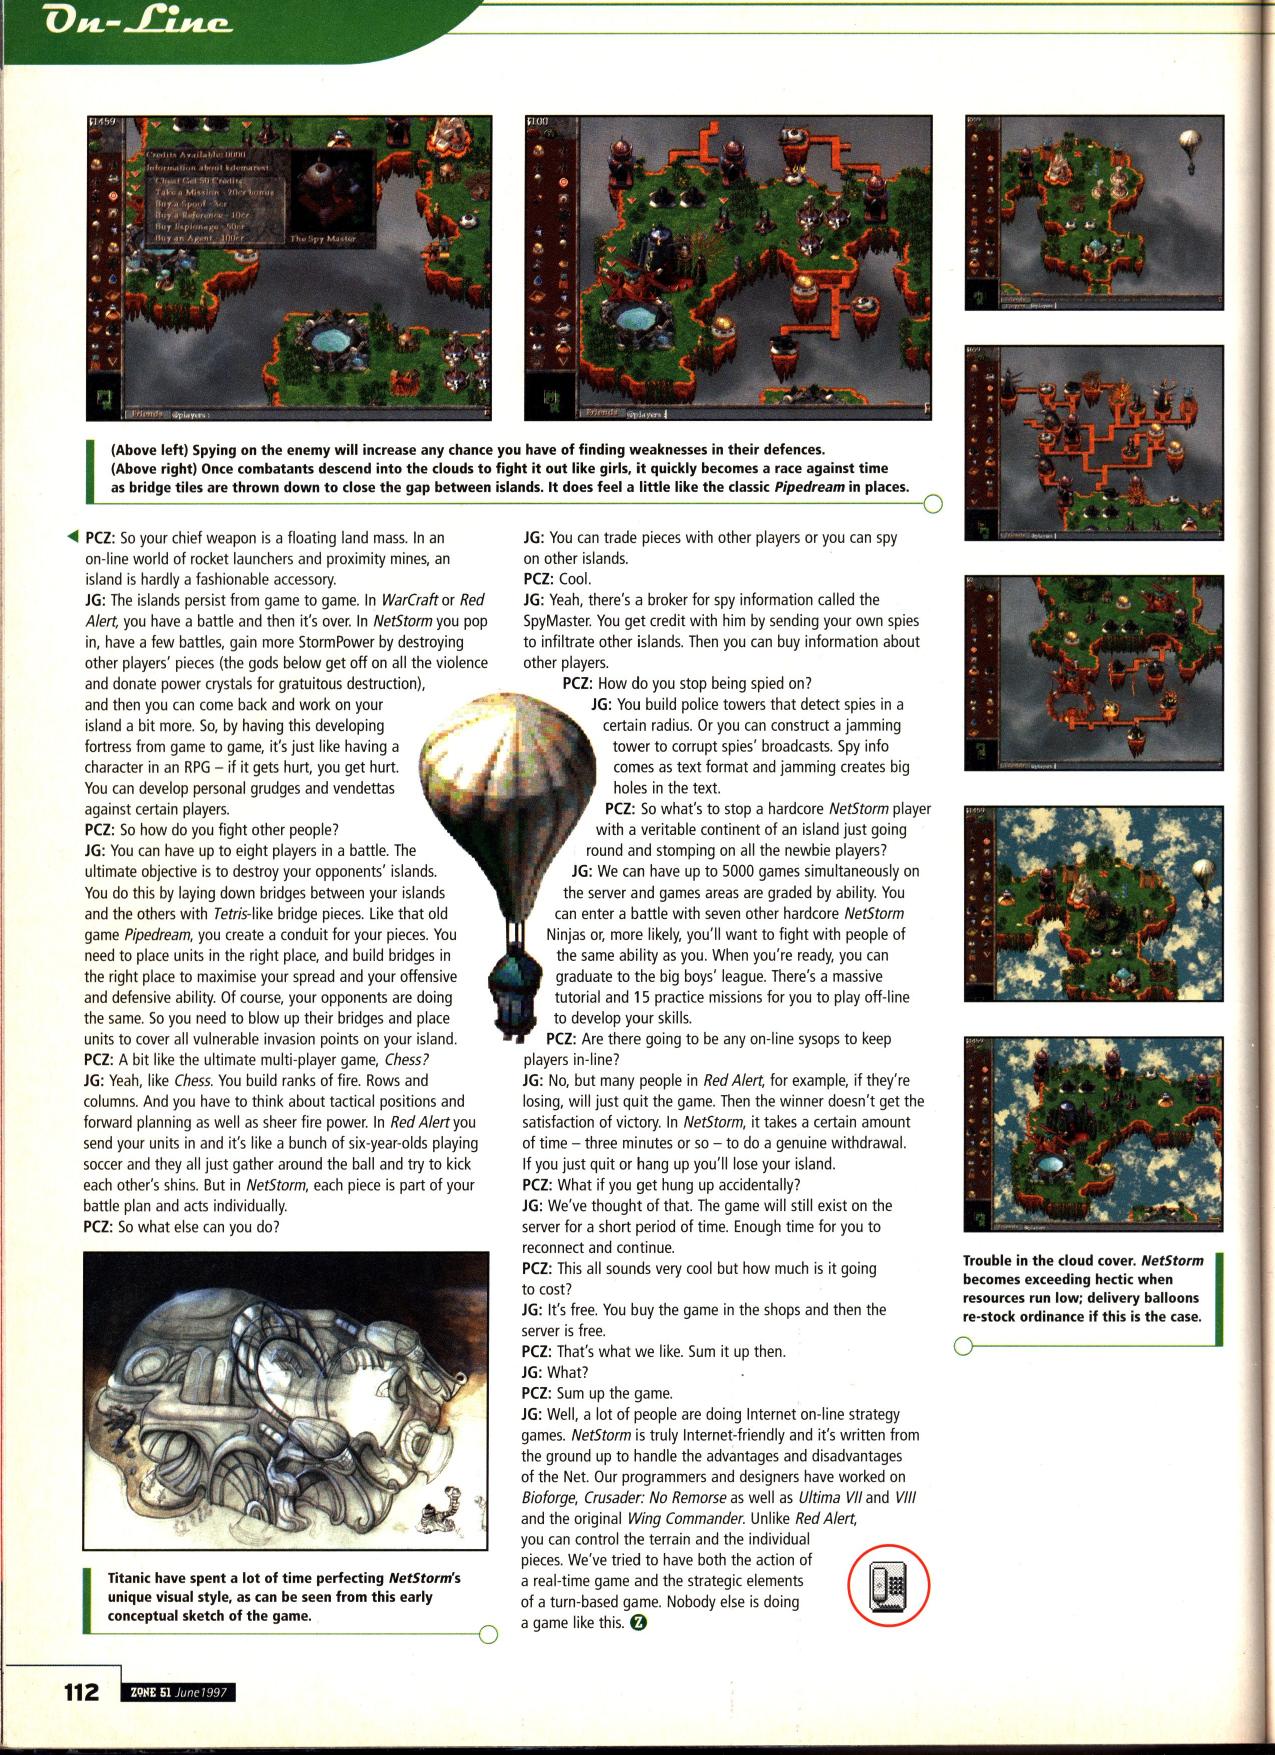 On-Line
$1459
Credits Available: 0000
Take a Mission - 20cr bonus
Buy a Spoof - 5cr
Buy a Reference - 10cr
Buy Espionage - 50cr
Buy an Agent - 100cr
The Spy Master
Friends @players:
$100
Friends @players
(Above left) Spying on the enemy will increase any chance you have of finding weaknesses in their defences.
(Above right) Once combatants descend into the clouds to fight it out like girls, it quickly becomes a race against time
as bridge tiles are thrown down to close the gap between islands. It does feel a little like the classic Pipedream in places.
PCZ: So your chief weapon is a floating land mass. In an
on-line world of rocket launchers and proximity mines, an
island is hardly a fashionable accessory.
JG: The islands persist from game to game. In WarCraft or Red
Alert, you have a battle and then it's over. In NetStorm you pop
in, have a few battles, gain more StormPower by destroying
other players' pieces (the gods below get off on all the violence
and donate power crystals for gratuitous destruction),
and then you can come back and work on your
island a bit more. So, by having this developing
fortress from game to game, it's just like having a
character in an RPG – if it gets hurt, you get hurt.
You can develop personal grudges and vendettas
against certain players.
PCZ: So how do you fight other people?
JG: You can have up to eight players in a battle. The
ultimate objective is to destroy your opponents' islands.
You do this by laying down bridges between your islands
and the others with Tetris-like bridge pieces. Like that old
game Pipedream, you create a conduit for your pieces. You
need to place units in the right place, and build bridges in
the right place to maximise your spread and your offensive
and defensive ability. Of course, your opponents are doing
the same. So you need to blow up their bridges and place
units to cover all vulnerable invasion points on your island.
PCZ: A bit like the ultimate multi-player game, Chess?
JG: Yeah, like Chess. You build ranks of fire. Rows and
columns. And you have to think about tactical positions and
forward planning as well as sheer fire power. In Red Alert you
send your units in and it's like a bunch of six-year-olds playing
soccer and they all just gather around the ball and try to kick
each other's shins. But in NetStorm, each piece is part of your
battle plan and acts individually.
PCZ: So what else can you do?
Titanic have spent a lot of time perfecting NetStorm's
unique visual style, as can be seen from this early
conceptual sketch of the game.
JG: You can trade pieces with other players or you can spy
on other islands.
PCZ: Cool.
JG: Yeah, there's a broker for spy information called the
SpyMaster. You get credit with him by sending your own spies
to infiltrate other islands. Then you can buy information about
other players.
PCZ: How do you stop being spied on?
JG: You build police towers that detect spies in a
certain radius. Or you can construct a jamming
tower to corrupt spies' broadcasts. Spy info
comes as text format and jamming creates big
holes in the text.
PCZ: So what's to stop a hardcore NetStorm player
with a veritable continent of an island just going
round and stomping on all the newbie players?
JG: We can have up to 5000 games simultaneously on
the server and games areas are graded by ability. You
can enter a battle with seven other hardcore NetStorm
Ninjas or, more likely, you'll want to fight with people of
the same ability as you. When you're ready, you can
graduate to the big boys' league. There's a massive
tutorial and 15 practice missions for you to play off-line
to develop your skills.
PCZ: Are there going to be any on-line sysops to keep
players in-line?
JG: No, but many people in Red Alert, for example, if they're
losing, will just quit the game. Then the winner doesn't get the
satisfaction of victory. In NetStorm, it takes a certain amount
of time – three minutes or so – to do a genuine withdrawal.
If you just quit or hang up you'll lose your island.
PCZ: What if you get hung up accidentally?
JG: We've thought of that. The game will still exist on the
server for a short period of time. Enough time for you to
reconnect and continue.
PCZ: This all sounds very cool but how much is it going
to cost?
JG: It's free. You buy the game in the shops and then the
server is free.
PCZ: That's what we like. Sum it up then.
JG: What?
PCZ: Sum up the game.
JG: Well, a lot of people are doing Internet on-line strategy
games. NetStorm is truly Internet-friendly and it's written from
the ground up to handle the advantages and disadvantages
of the Net. Our programmers and designers have worked on
Bioforge, Crusader: No Remorse as well as Ultima VII and VIII
and the original Wing Commander. Unlike Red Alert,
you can control the terrain and the individual
pieces. We've tried to have both the action of
a real-time game and the strategic elements
of a turn-based game. Nobody else is doing
a game like this. Z
Trouble in the cloud cover. NetStorm
becomes exceeding hectic when
resources run low; delivery balloons
re-stock ordinance if this is the case.
112 ZONE 51 June 1997